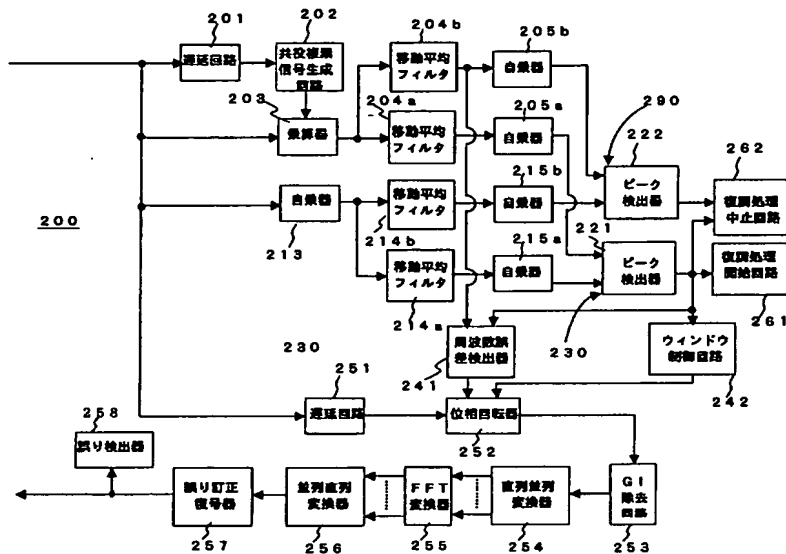 201
遅延回路
202
共役複素
信号生成
回路
203
乗算器
204b
移動平均
フィルタ
204a
移動平均
フィルタ
205b
自乗器
205a
自乗器
290
222
ピーク
検出器
262
復調処理
中止回路
200
自乗器
213
移動平均
フィルタ
214b
移動平均
フィルタ
214a
215b
自乗器
215a
自乗器
221
ピーク
検出器
230
復調処理
開始回路
261
230
周波数誤
差検出器
241
ウィンドウ
制御回路
242
251
遅延回路
位相回転器
252
258
誤り検出器
誤り訂正
復号器
257
並列直列
変換器
256
FFT
変換器
255
直列並列
変換器
254
GI
除去
回路
253